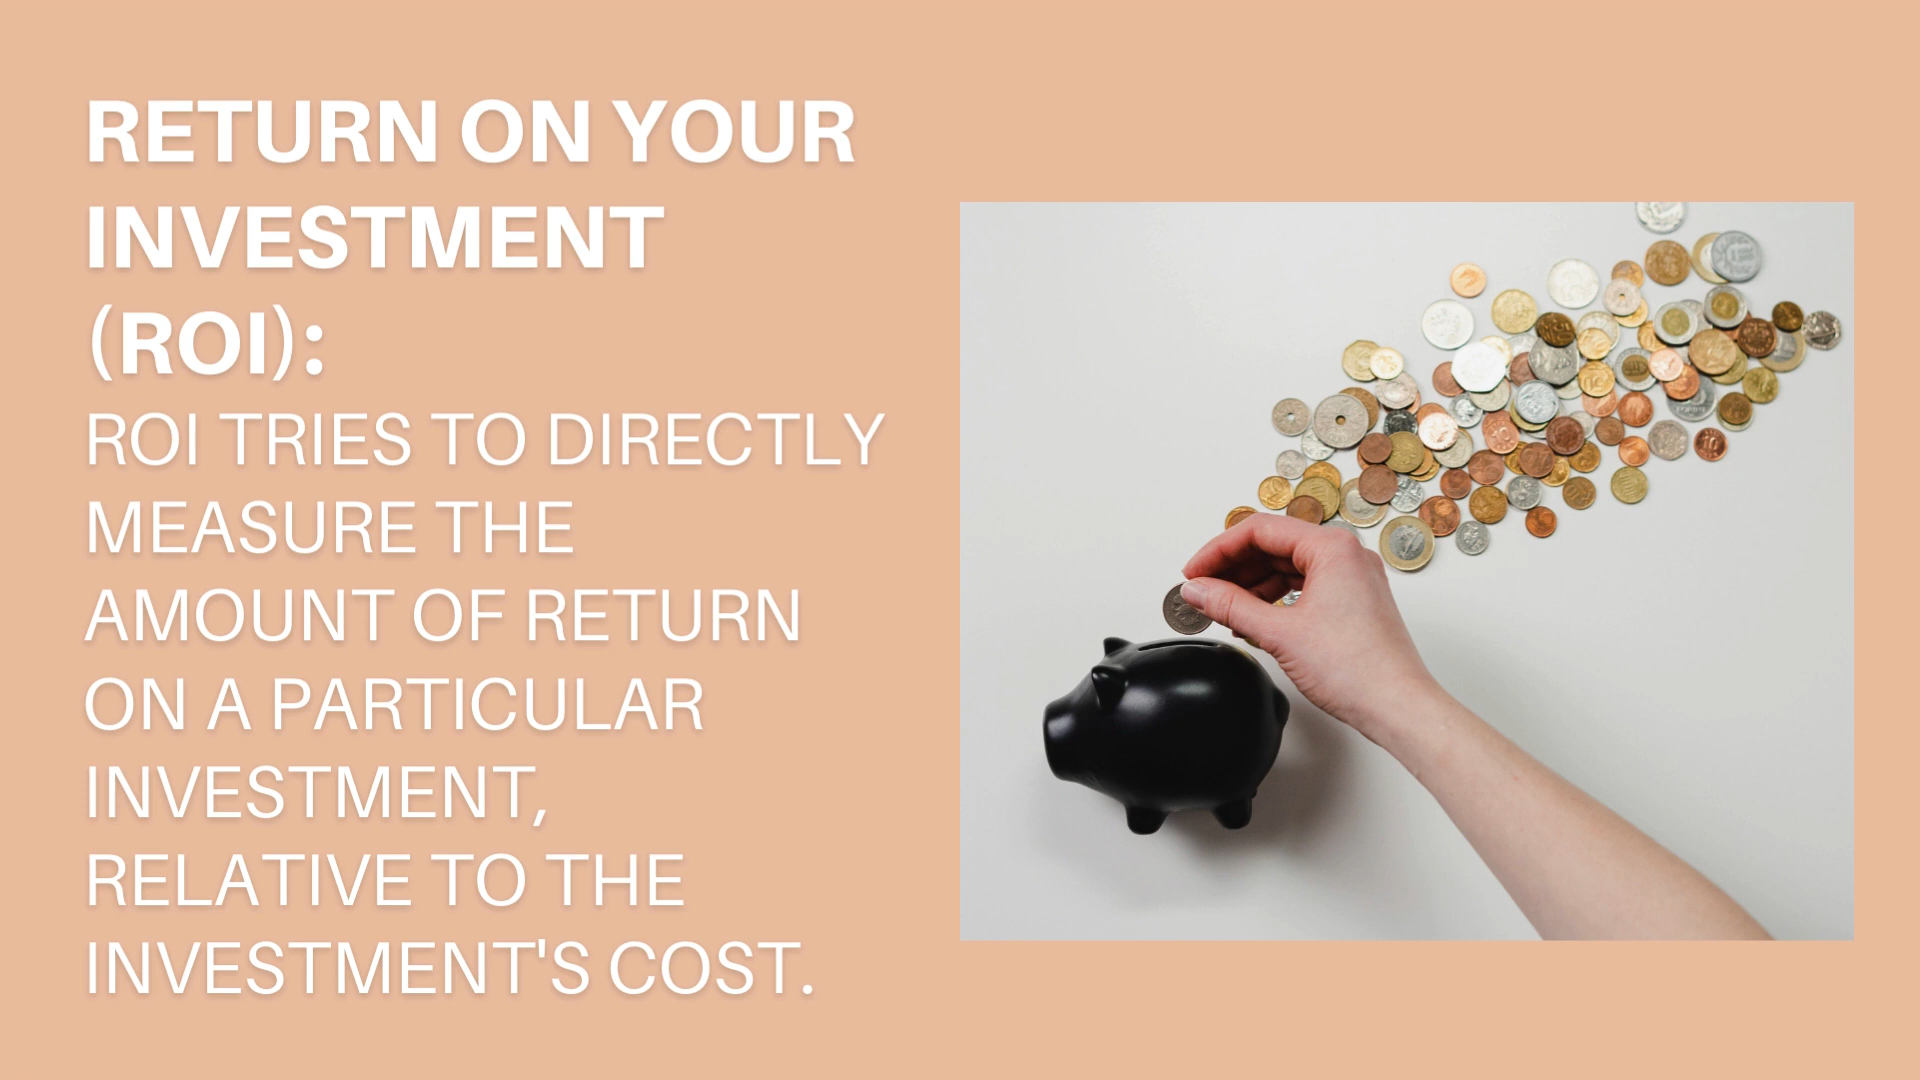 RETURN ON YOUR
INVESTMENT
(ROI):
ROI TRIES TO DIRECTLY
MEASURE THE
AMOUNT OF RETURN
ON A PARTICULAR
INVESTMENT,
RELATIVE TO THE
INVESTMENT'S COST.